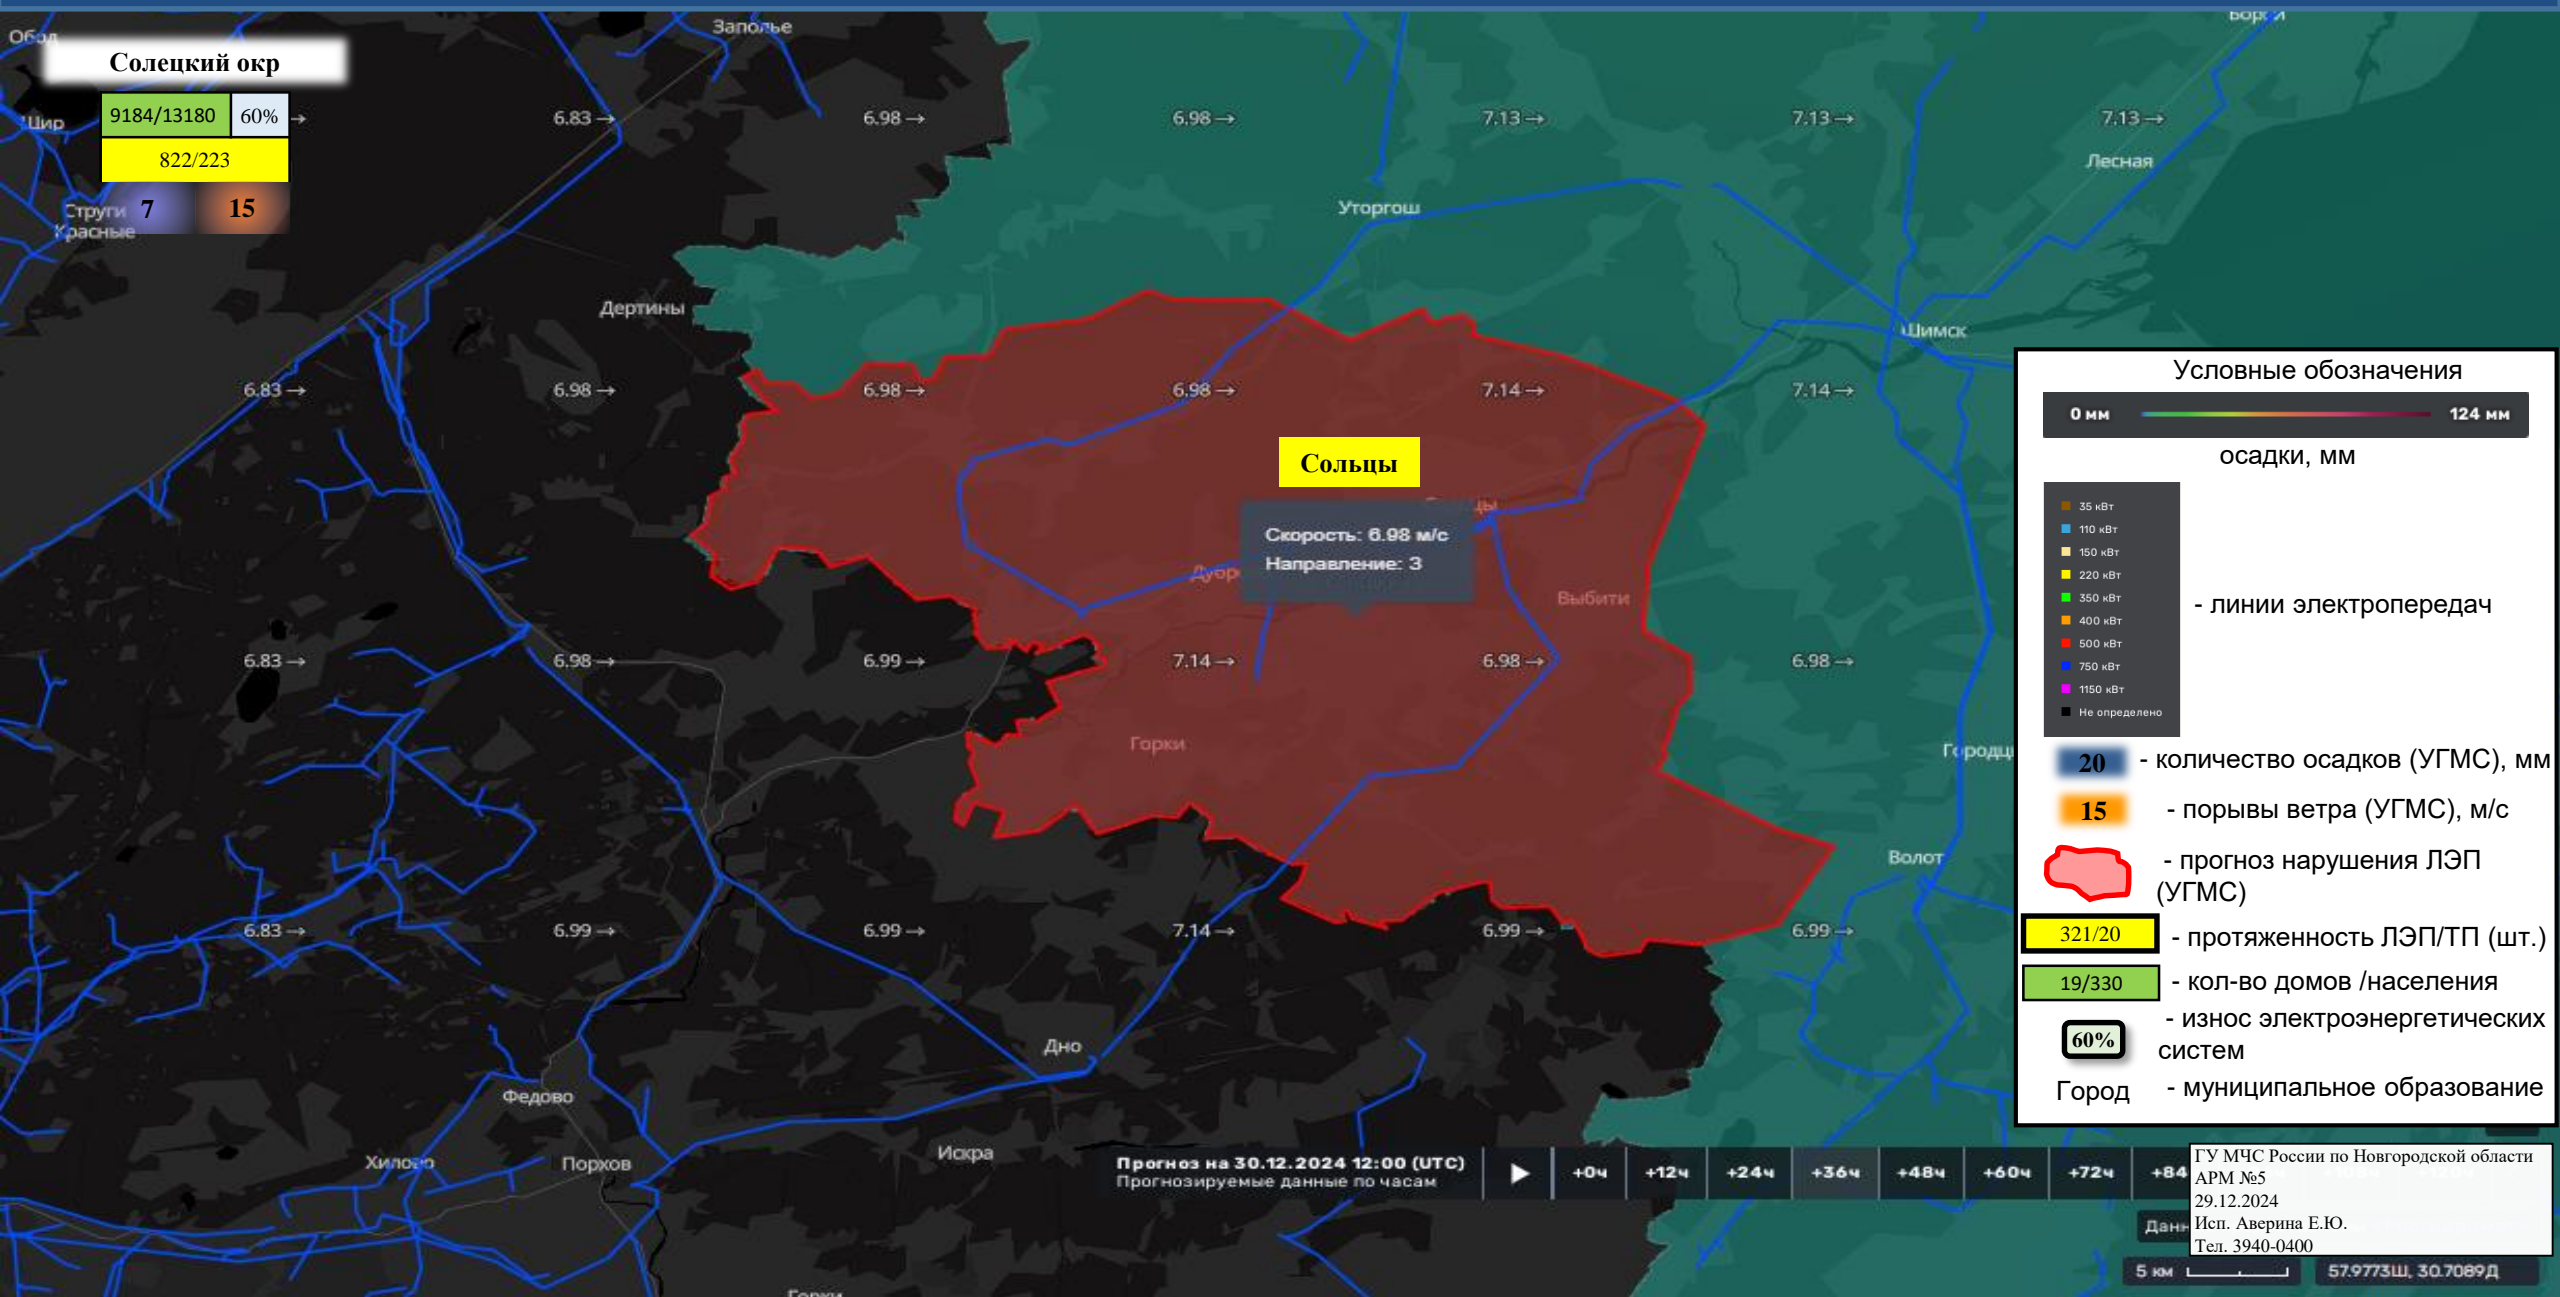 Заполье
Солецкий окр
9184/13180
60%
822/223
7
15
Струги
Красные
6.83→
6.98→
6.98→
7.13→
7.13→
7.13→
Лесная
Уторгош
Дертины
Шимск
6.83→
6.98→
6.98→
6.98→
7.14→
7.14→
Сольцы
Скорость: 6.98 м/с
Направление: З
Выбити
6.83→
6.98→
6.99→
7.14→
6.98→
6.98→
Горки
Волот
6.83→
6.99→
6.99→
7.14→
6.99→
6.99→
Дно
Федово
Искра
Хилово
Порхов
Условные обозначения
0 мм
124 мм
осадки, мм
35 кВт
110 кВт
150 кВт
220 кВт
350 кВт
400 кВт
500 кВт
750 кВт
1150 кВт
Не определено
- линии электропередач
20 - количество осадков (УГМС), мм
15 - порывы ветра (УГМС), м/с
- прогноз нарушения ЛЭП
(УГМС)
321/20 - протяженность ЛЭП/ТП (шт.)
19/330 - кол-во домов /населения
60% - износ электроэнергетических
систем
Город - муниципальное образование
Прогноз на 30.12.2024 12:00 (UTC)
Прогнозируемые данные по часам
+0ч +12ч +24ч +36ч +48ч +60ч +72ч +84
ГУ МЧС России по Новгородской области
АРМ №5
29.12.2024
Исп. Аверина Е.Ю.
Тел. 3940-0400
5 км
57.9773Ш, 30.7089Д